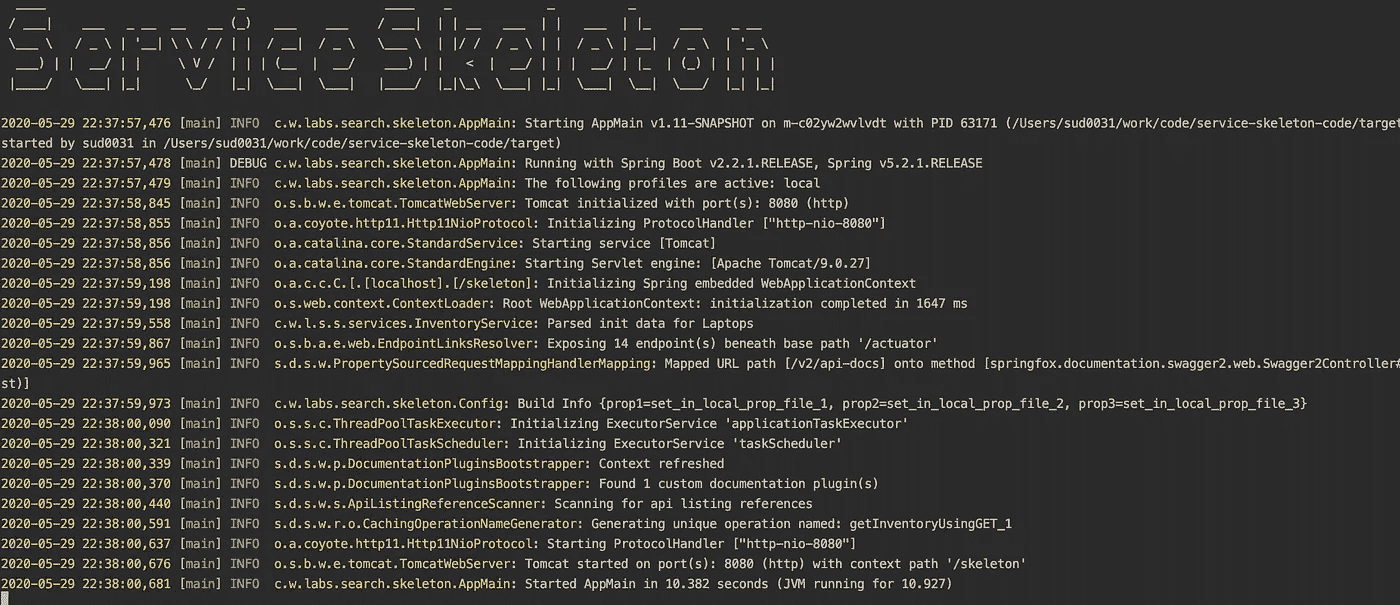 Service Skeleton
2020-05-29 22:37:57,476 [main] INFO  c.w.labs.search.skeleton.AppMain: Starting AppMain v1.11-SNAPSHOT on m-c02yw2wvlvdt with PID 63171 (/Users/sud0031/work/code/service-skeleton-code/target
started by sud0031 in /Users/sud0031/work/code/service-skeleton-code/target)
2020-05-29 22:37:57,478 [main] DEBUG c.w.labs.search.skeleton.AppMain: Running with Spring Boot v2.2.1.RELEASE, Spring v5.2.1.RELEASE
2020-05-29 22:37:57,479 [main] INFO  c.w.labs.search.skeleton.AppMain: The following profiles are active: local
2020-05-29 22:37:58,845 [main] INFO  o.s.b.w.e.tomcat.TomcatWebServer: Tomcat initialized with port(s): 8080 (http)
2020-05-29 22:37:58,855 [main] INFO  o.a.coyote.http11.Http11NioProtocol: Initializing ProtocolHandler ["http-nio-8080"]
2020-05-29 22:37:58,856 [main] INFO  o.a.catalina.core.StandardService: Starting service [Tomcat]
2020-05-29 22:37:58,856 [main] INFO  o.a.catalina.core.StandardEngine: Starting Servlet engine: [Apache Tomcat/9.0.27]
2020-05-29 22:37:59,198 [main] INFO  o.a.c.c.C.[.[localhost].[/skeleton]: Initializing Spring embedded WebApplicationContext
2020-05-29 22:37:59,198 [main] INFO  o.s.web.context.ContextLoader: Root WebApplicationContext: initialization completed in 1647 ms
2020-05-29 22:37:59,558 [main] INFO  c.w.l.s.s.services.InventoryService: Parsed init data for Laptops
2020-05-29 22:37:59,867 [main] INFO  o.s.b.a.e.web.EndpointLinksResolver: Exposing 14 endpoint(s) beneath base path '/actuator'
2020-05-29 22:37:59,965 [main] INFO  s.d.s.w.PropertySourcedRequestMappingHandlerMapping: Mapped URL path [/v2/api-docs] onto method [springfox.documentation.swagger2.web.Swagger2Controller#
st)]
2020-05-29 22:37:59,973 [main] INFO  c.w.labs.search.skeleton.Config: Build Info {prop1=set_in_local_prop_file_1, prop2=set_in_local_prop_file_2, prop3=set_in_local_prop_file_3}
2020-05-29 22:38:00,090 [main] INFO  o.s.s.c.ThreadPoolTaskExecutor: Initializing ExecutorService 'applicationTaskExecutor'
2020-05-29 22:38:00,321 [main] INFO  o.s.s.c.ThreadPoolTaskScheduler: Initializing ExecutorService 'taskScheduler'
2020-05-29 22:38:00,339 [main] INFO  s.d.s.w.p.DocumentationPluginsBootstrapper: Context refreshed
2020-05-29 22:38:00,370 [main] INFO  s.d.s.w.p.DocumentationPluginsBootstrapper: Found 1 custom documentation plugin(s)
2020-05-29 22:38:00,440 [main] INFO  s.d.s.w.s.ApiListingReferenceScanner: Scanning for api listing references
2020-05-29 22:38:00,591 [main] INFO  s.d.s.w.r.o.CachingOperationNameGenerator: Generating unique operation named: getInventoryUsingGET_1
2020-05-29 22:38:00,637 [main] INFO  o.a.coyote.http11.Http11NioProtocol: Starting ProtocolHandler ["http-nio-8080"]
2020-05-29 22:38:00,676 [main] INFO  o.s.b.w.e.tomcat.TomcatWebServer: Tomcat started on port(s): 8080 (http) with context path '/skeleton'
2020-05-29 22:38:00,681 [main] INFO  c.w.labs.search.skeleton.AppMain: Started AppMain in 10.382 seconds (JVM running for 10.927)